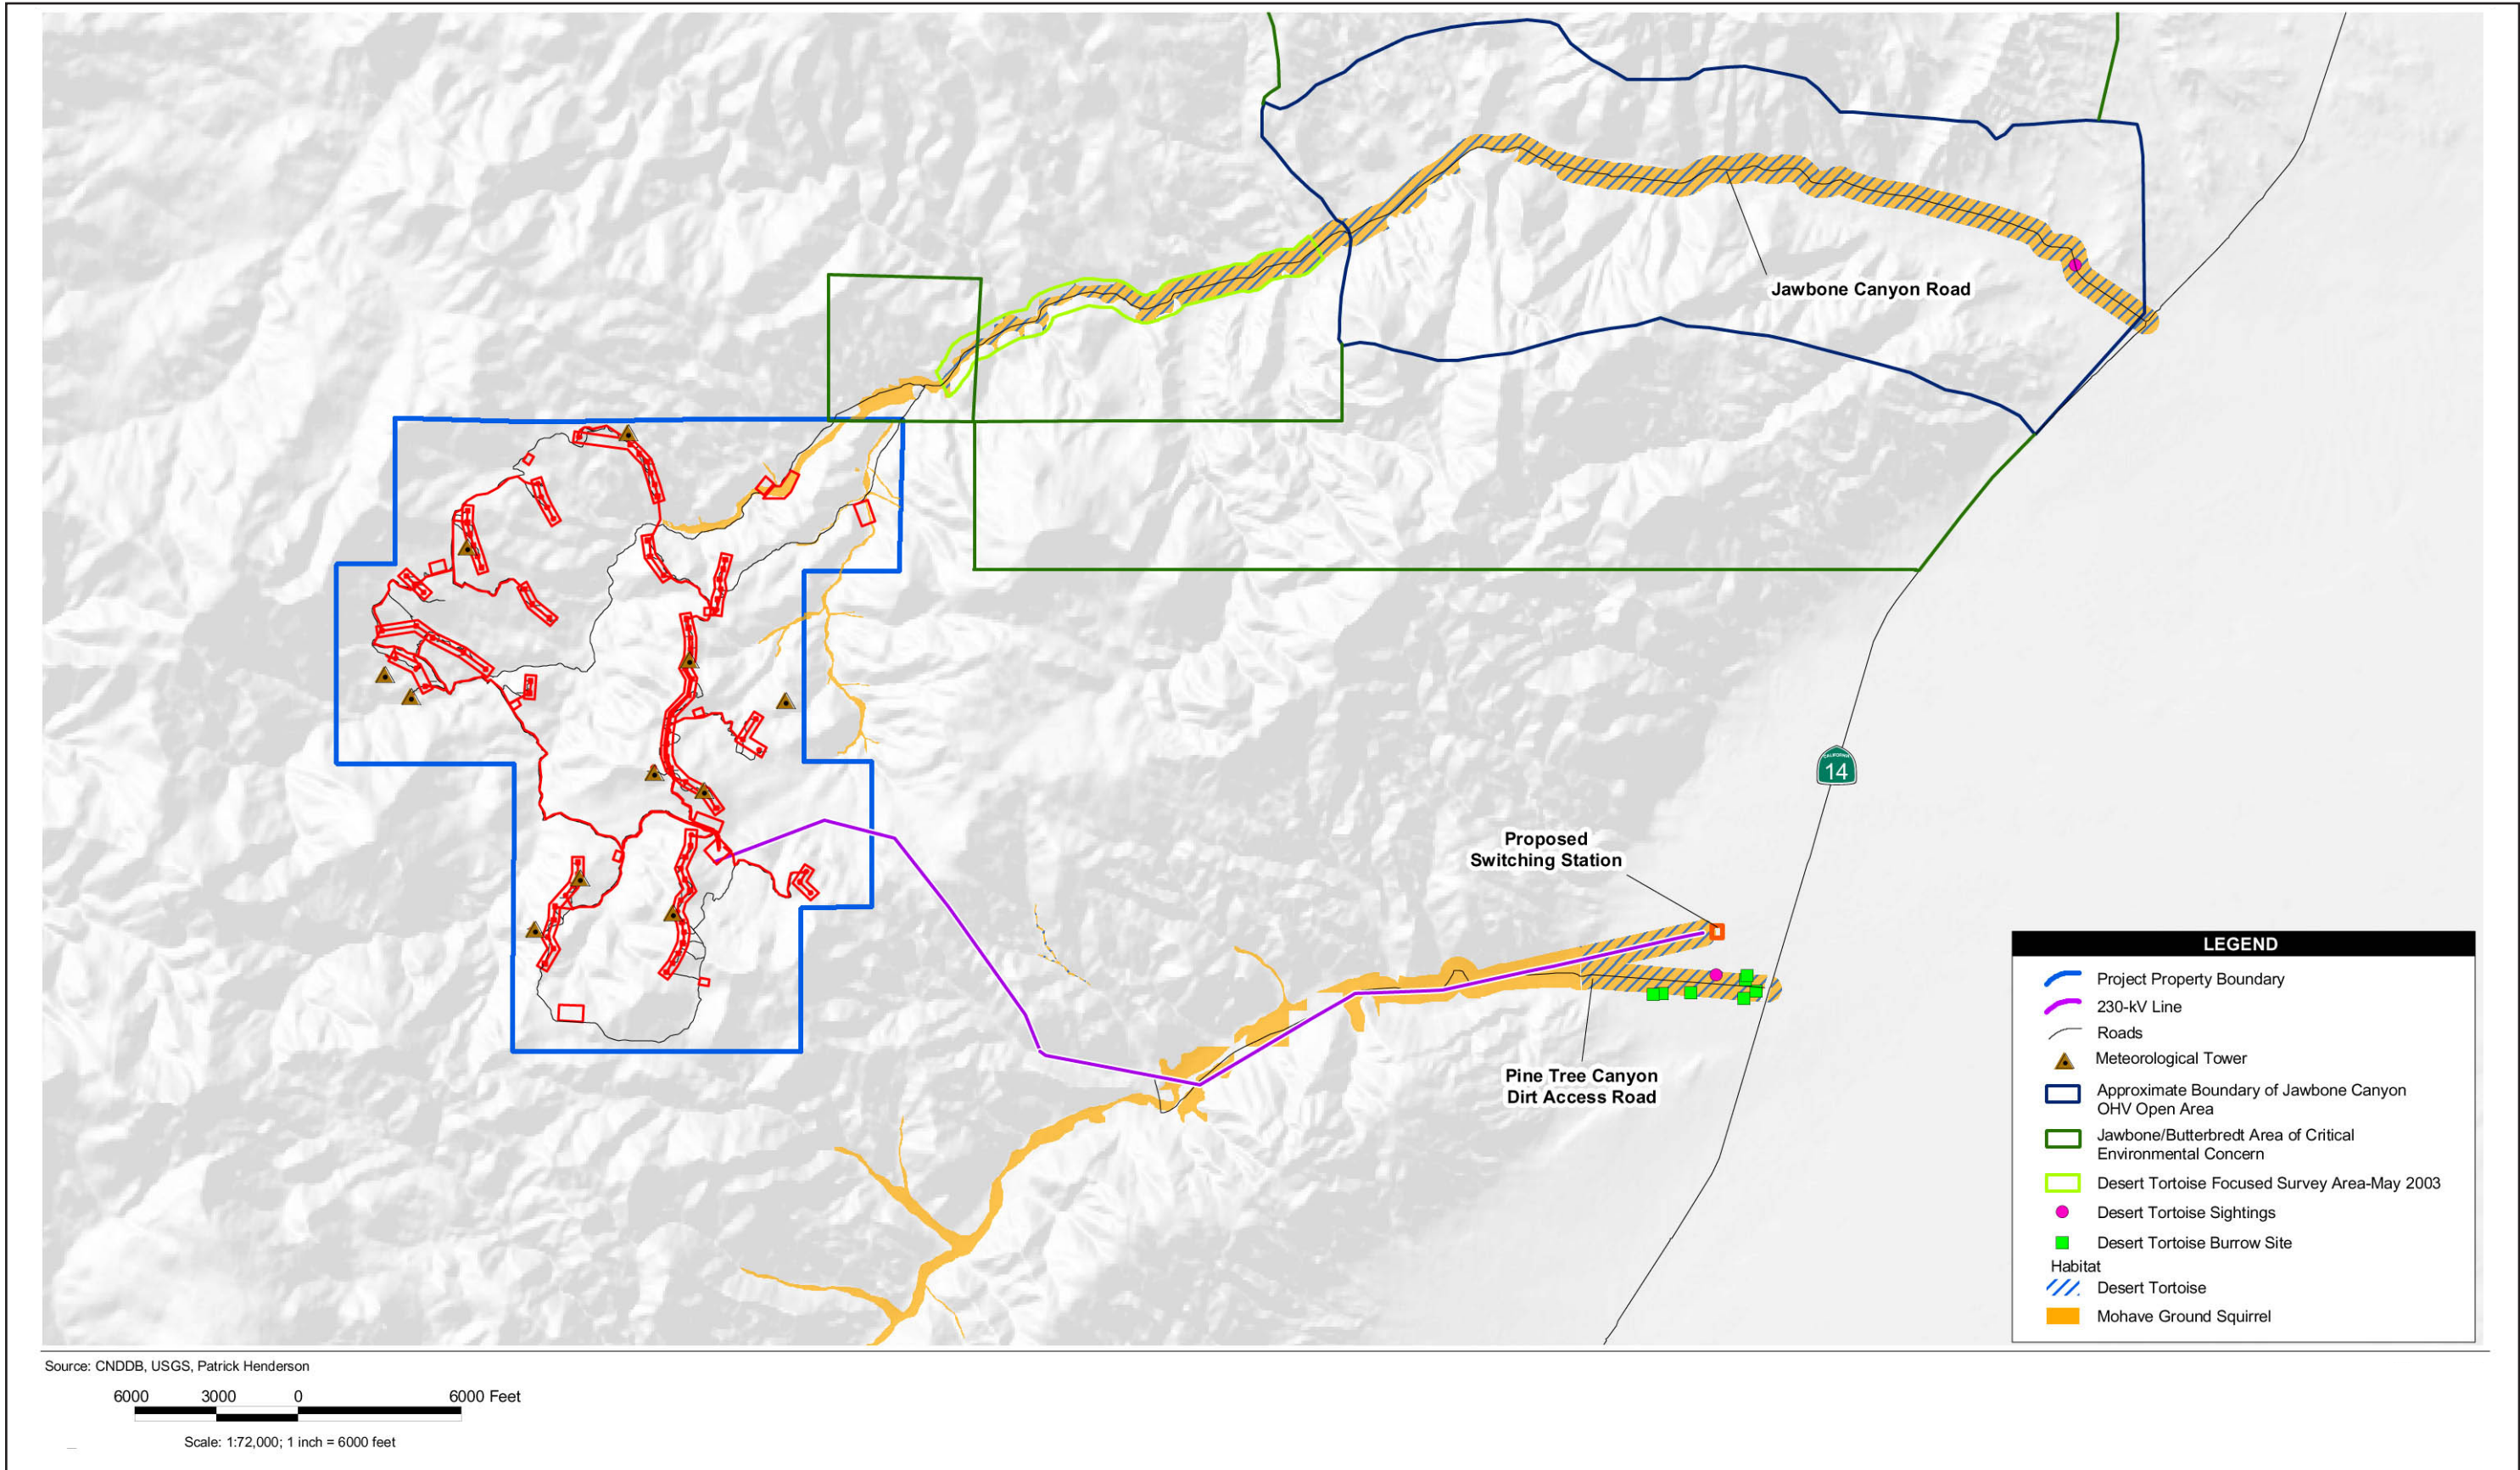 Jawbone Canyon Road
CALIFORNIA
14
Proposed
Switching Station
Pine Tree Canyon
Dirt Access Road
LEGEND
Project Property Boundary
230-kV Line
Roads
Meteorological Tower
Approximate Boundary of Jawbone Canyon
OHV Open Area
Jawbone/Butterbredt Area of Critical
Environmental Concern
Desert Tortoise Focused Survey Area-May 2003
Desert Tortoise Sightings
Desert Tortoise Burrow Site
Habitat
Desert Tortoise
Mohave Ground Squirrel
Source: CNDDB, USGS, Patrick Henderson
6000 3000 0 6000 Feet
Scale: 1:72,000; 1 inch = 6000 feet